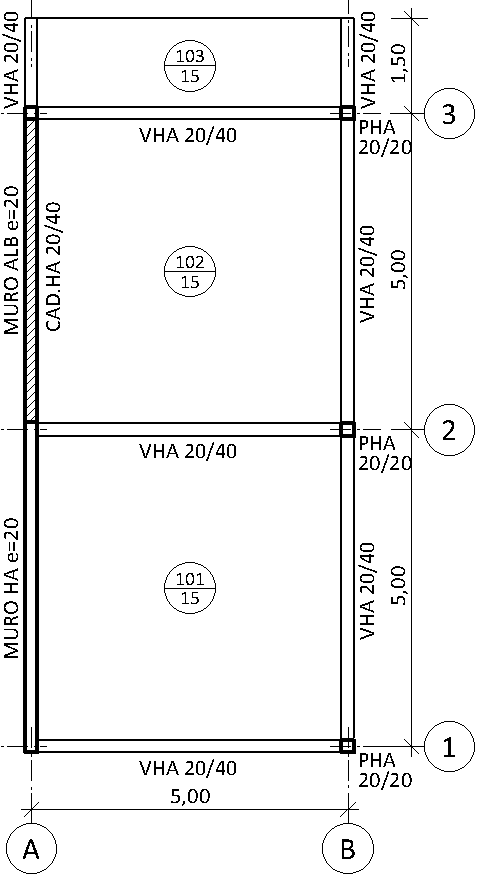 VHA 20/40
VHA 20/40
1,50
103
15
3
VHA 20/40
PHA
20/20
MURO ALB e=20
CAD.HA 20/40
102
15
VHA 20/40
5,00
2
VHA 20/40
PHA
20/20
MURO HA e=20
101
15
VHA 20/40
5,00
1
VHA 20/40
PHA
20/20
5,00
A
B